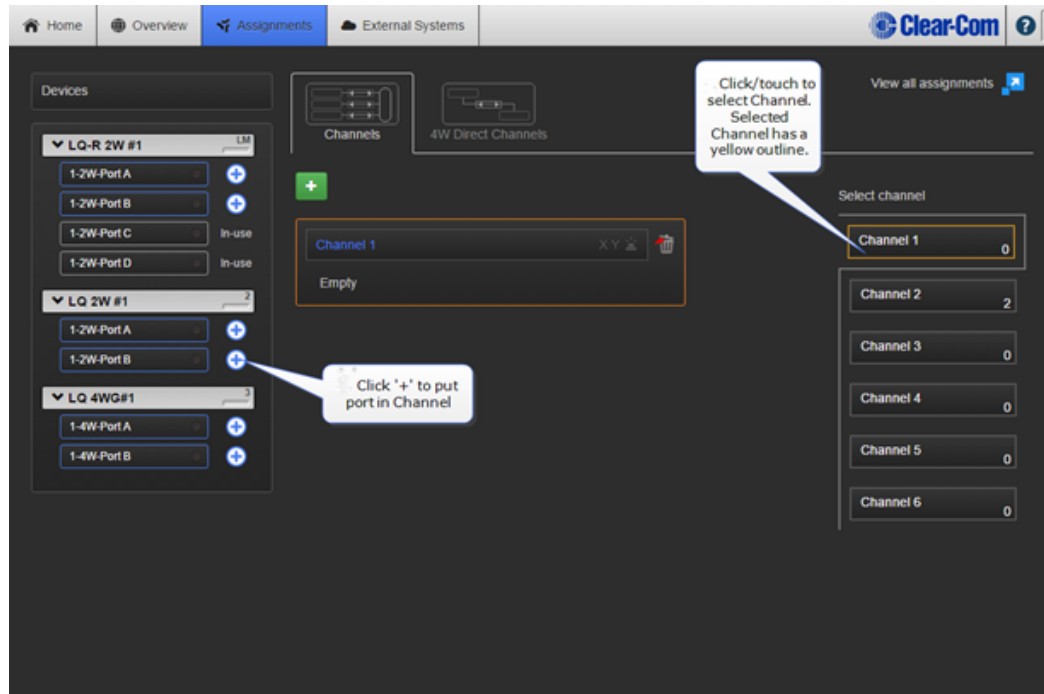 Home
Overview
Assignments
External Systems
Clear-Com
?
Devices
LQ-R 2W #1 LM
1-2W-Port A
1-2W-Port B
1-2W-Port C In-use
1-2W-Port D In-use
LQ 2W #1 2
1-2W-Port A
1-2W-Port B
LQ 4WG#1 3
1-4W-Port A
1-4W-Port B
Channels
4W Direct Channels
Channel 1 X Y
Empty
Click '+' to put
port in Channel
Click/touch to
select Channel.
Selected
Channel has a
yellow outline.
View all assignments
Select channel
Channel 1 0
Channel 2 2
Channel 3 0
Channel 4 0
Channel 5 0
Channel 6 0